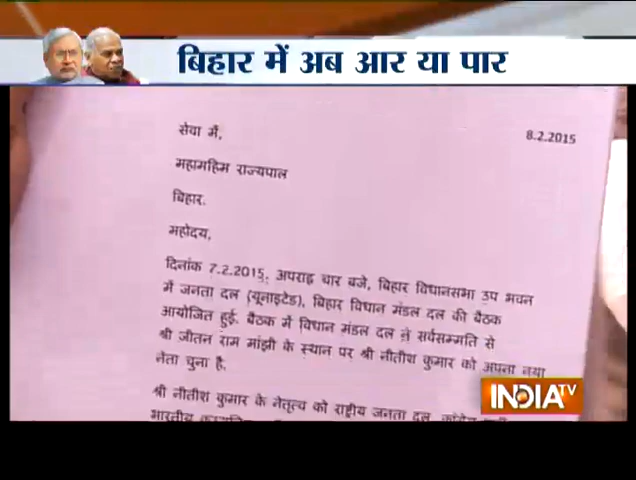 बिहार में अब आर या पार
सेवा में,
8.2.2015
महामहिम राज्यपाल
बिहार.
महोदय,
दिनांक 7.2.2015, अपराह्न चार बजे, बिहार विधानसभा उप भवन
में जनता दल (यूनाइटेड), बिहार विधान मंडल दल की बैठक
आयोजित हुई. बैठक में विधान मंडल दल ने सर्वसम्मति से
श्री जीतन राम मांझी के स्थान पर श्री नीतीश कुमार को अपना नया
नेता चुना है.
श्री नीतीश कुमार के नेतृत्व को राष्ट्रीय जनता दल,
भारतीय
INDIA TV